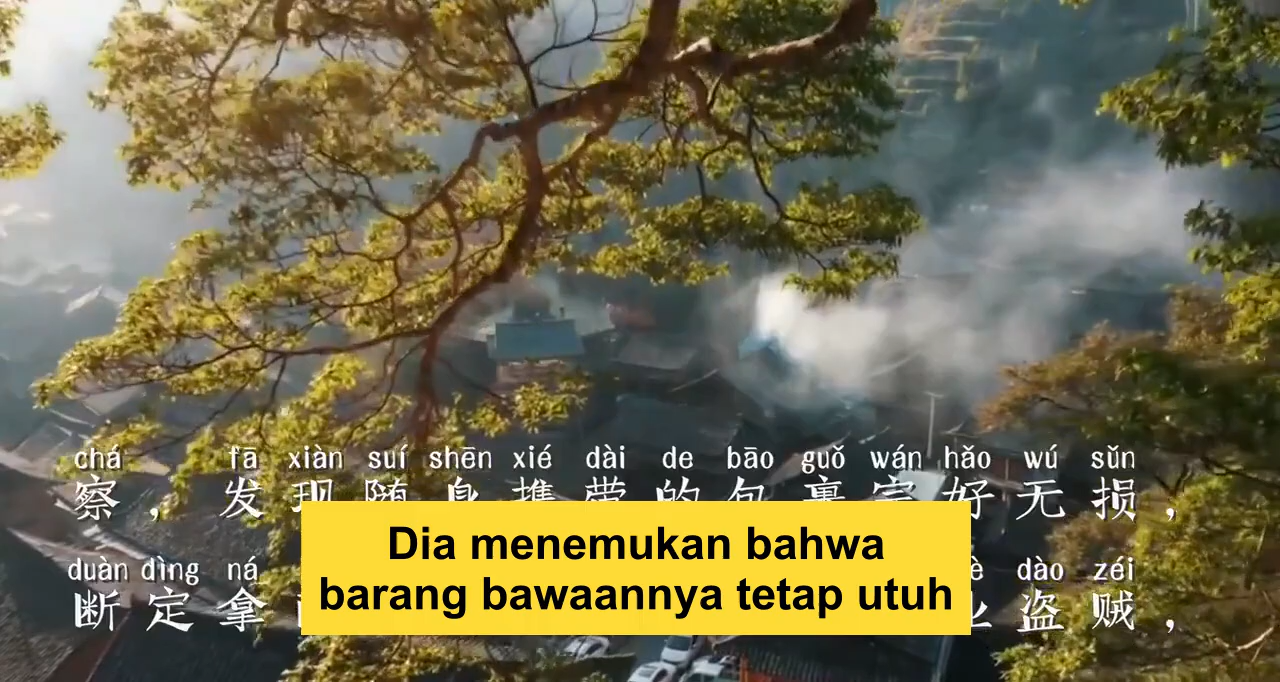 chá fā xiàn suí shēn xié dài de bāo guǒ wán hǎo wú sǔn
察，发现随身携带的包裹完好无损，
duàn dìng ná dào zéi
断定拿 盗贼，
Dia menemukan bahwa
barang bawaannya tetap utuh